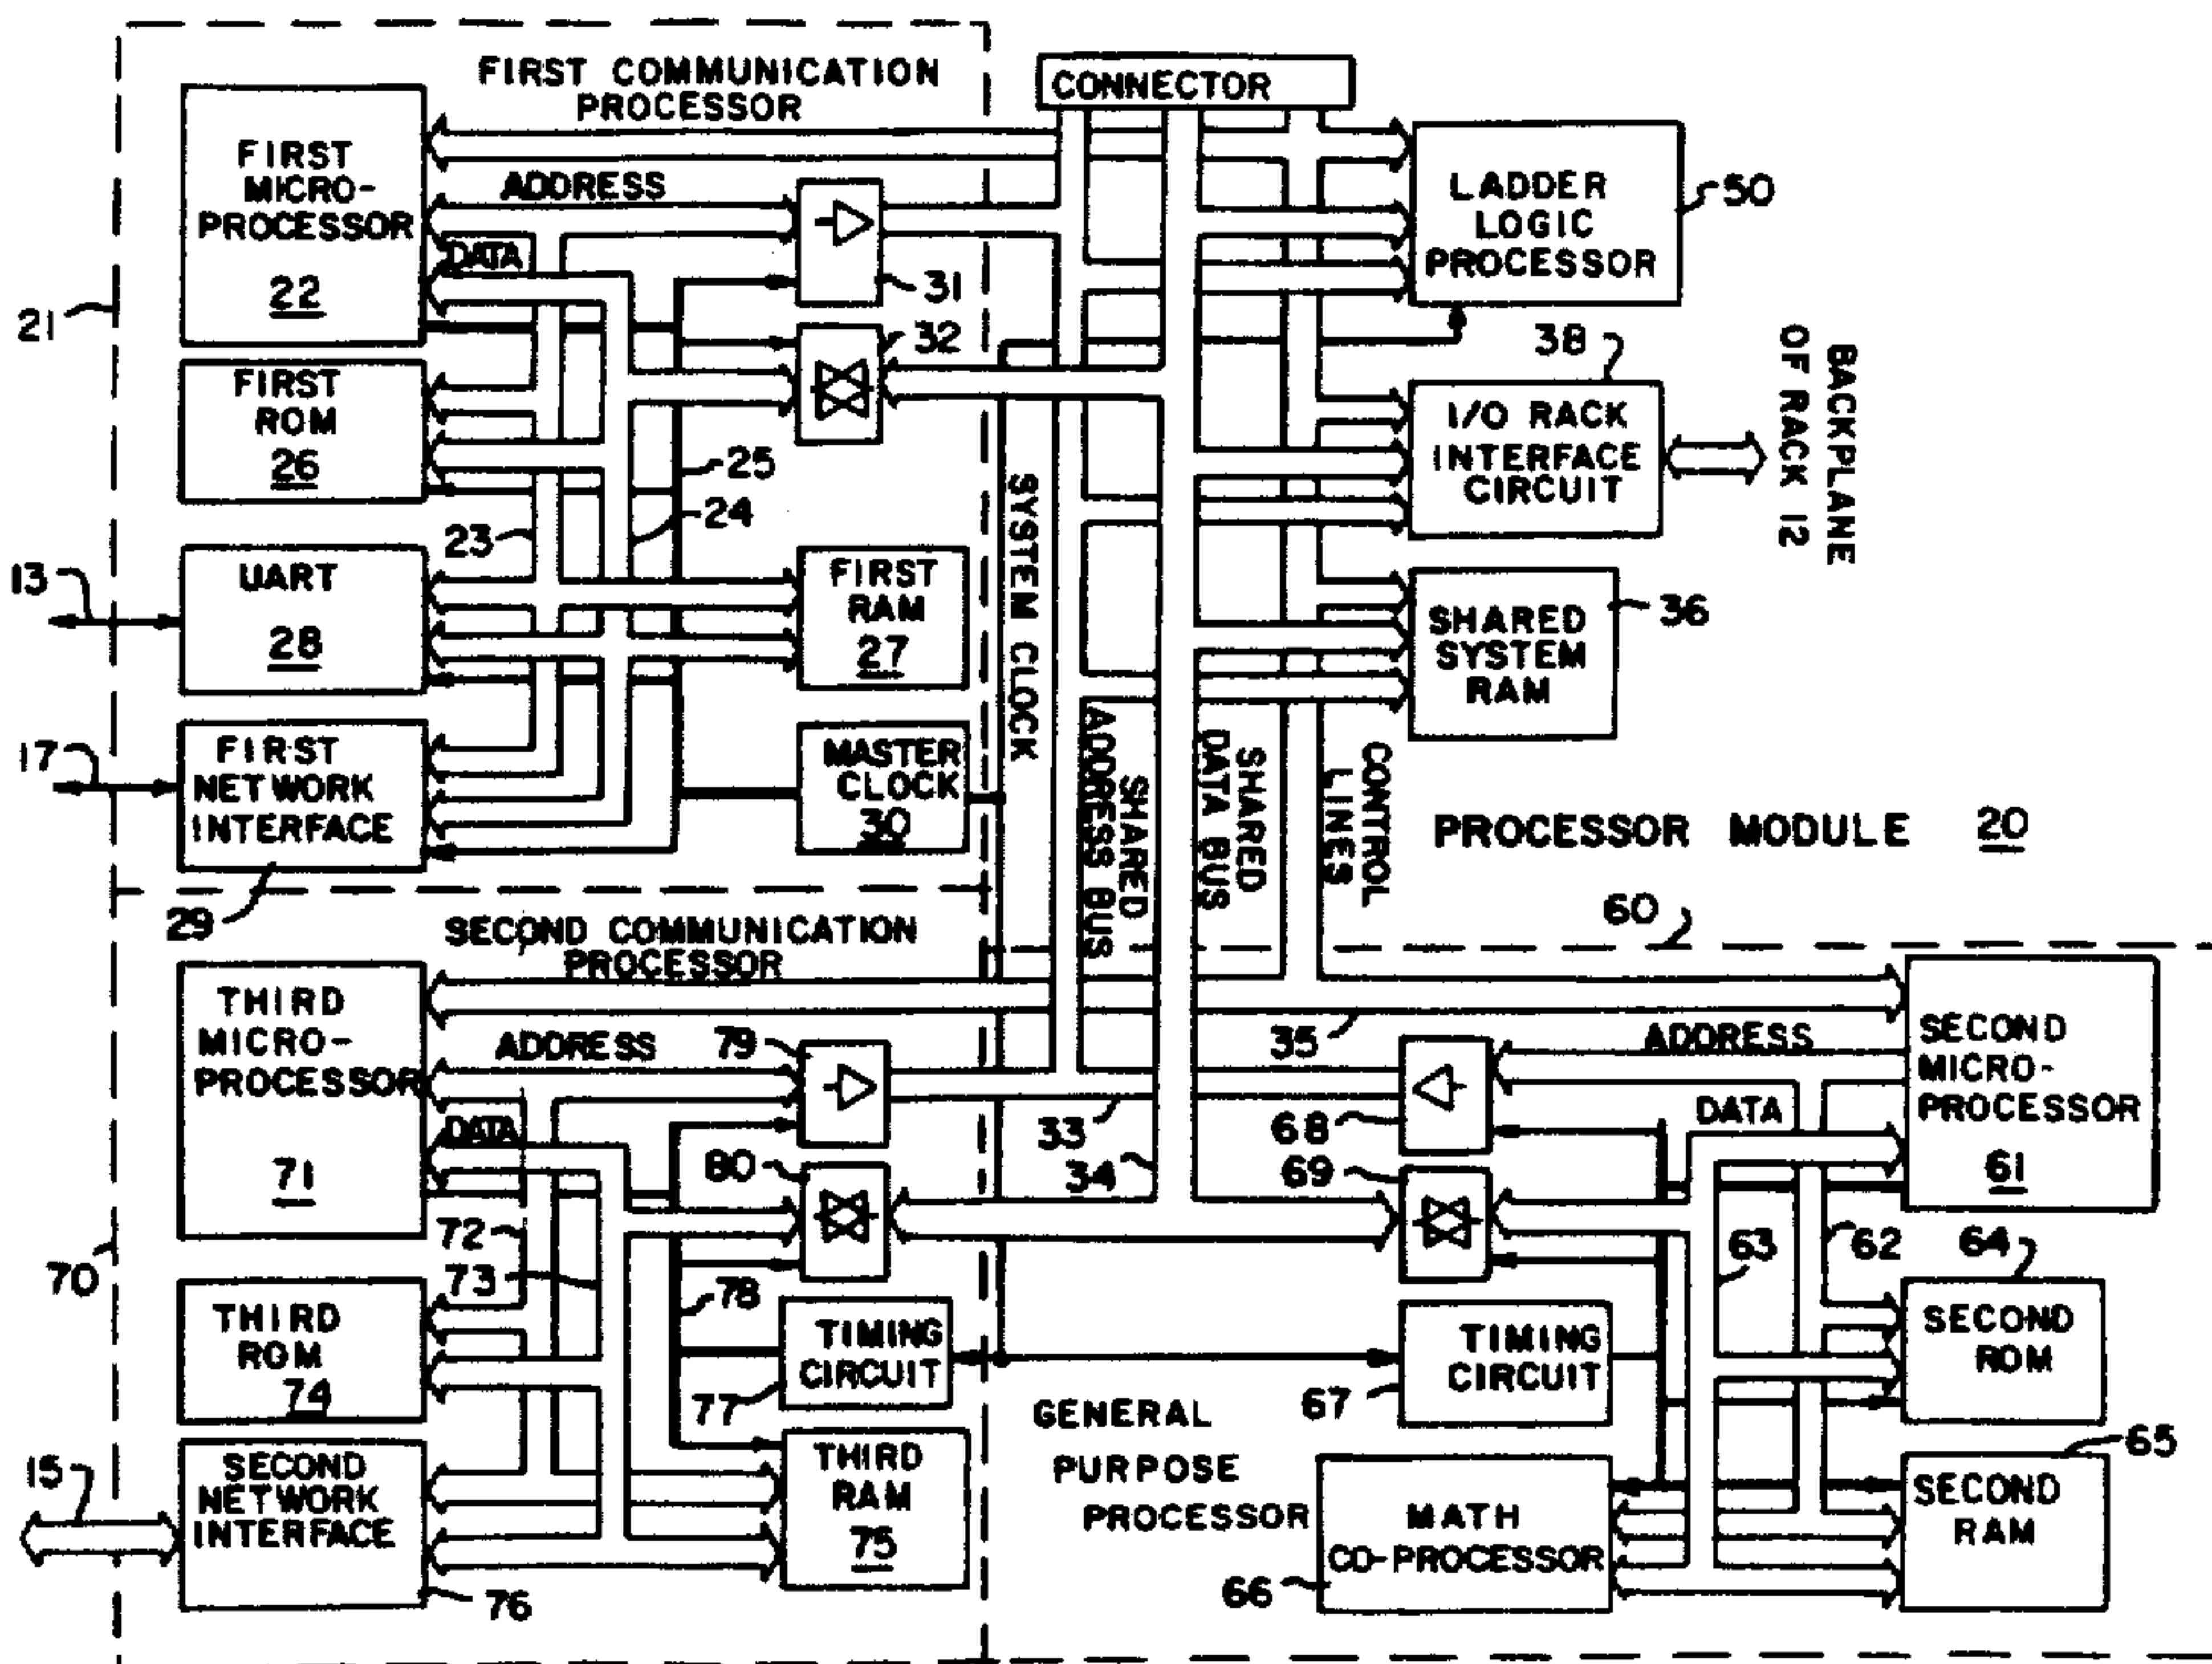 FIRST COMMUNICATION
PROCESSOR
CONNECTOR
FIRST
MICRO-
PROCESSOR
22
ADDRESS
DATA
31
32
21
LADDER
LOGIC
PROCESSOR
50
38
I/O RACK
INTERFACE
CIRCUIT
BACKPLANE
OF RACK 12
FIRST
ROM
26
25
24
23
13
UART
28
FIRST
RAM
27
SYSTEM CLOCK
SHARED
SYSTEM
RAM
36
17
FIRST
NETWORK
INTERFACE
29
MASTER
CLOCK
30
SHARED
ADDRESS BUS
SHARED
DATA BUS
CONTROL
LINES
PROCESSOR MODULE 20
60
SECOND COMMUNICATION
PROCESSOR
THIRD
MICRO-
PROCESSOR
71
ADDRESS
79
DATA
80
33
34
35
68
69
ADDRESS
DATA
SECOND
MICRO-
PROCESSOR
61
70
72
73
78
63
62
64
THIRD
ROM
74
TIMING
CIRCUIT
77
TIMING
CIRCUIT
67
SECOND
ROM
GENERAL
PURPOSE
PROCESSOR
15
SECOND
NETWORK
INTERFACE
76
THIRD
RAM
75
MATH
CO-PROCESSOR
66
65
SECOND
RAM